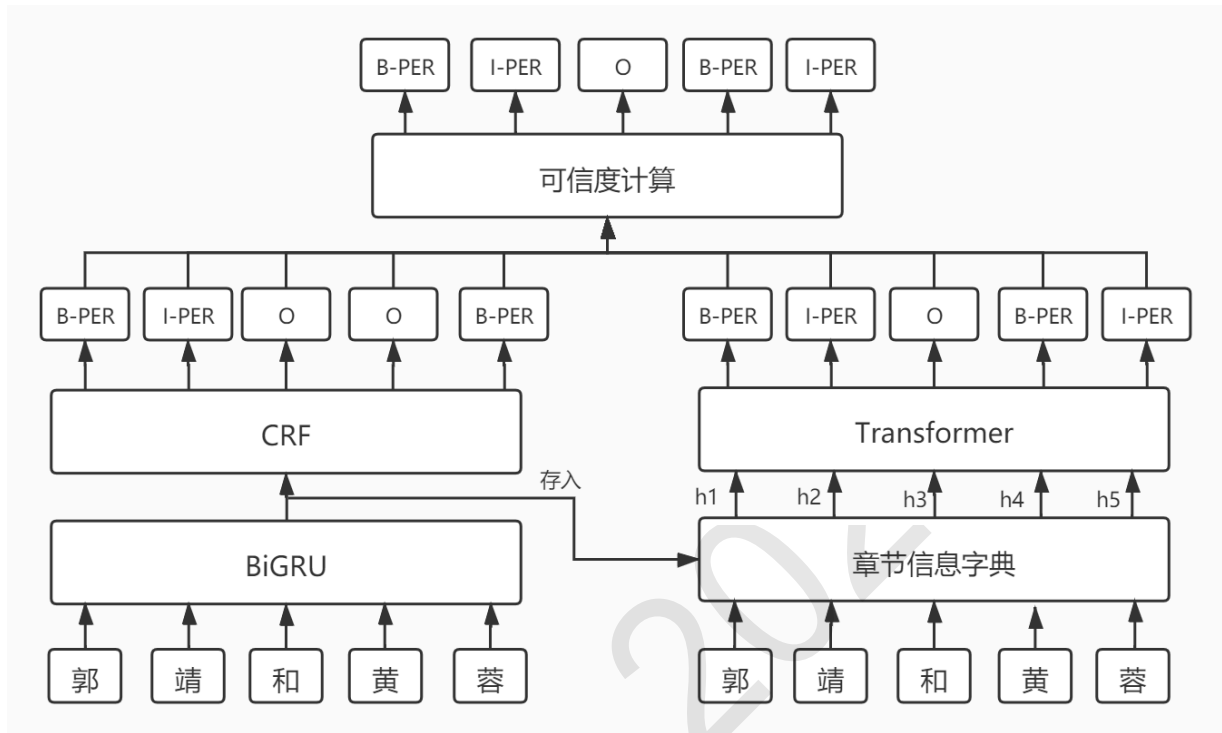 B-PER I-PER O B-PER I-PER
可信度计算
B-PER I-PER O O B-PER B-PER I-PER O B-PER I-PER
CRF Transformer
存入 h1 h2 h3 h4 h5
BiGRU 章节信息字典
郭 靖 和 黄 蓉 郭 靖 和 黄 蓉
202